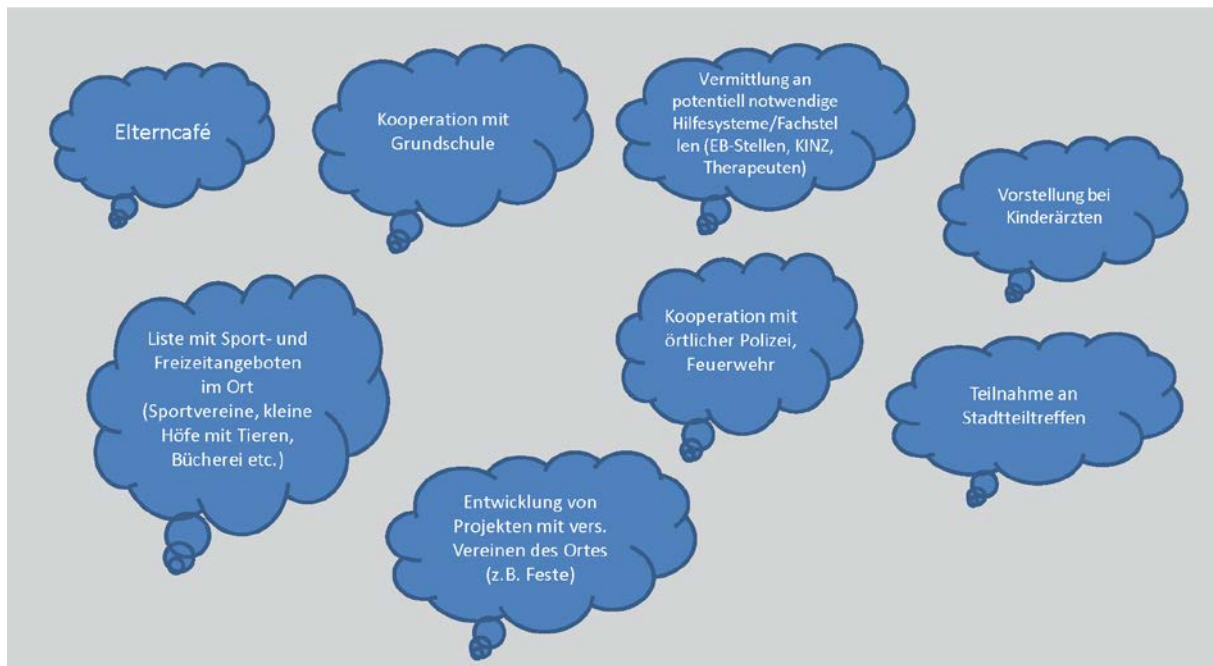 Elterncafé
Kooperation mit
Grundschule
Vermittlung an
potentiell notwendige
Hilfesysteme/Fachstel
len (EB-Stellen, KINZ,
Therapeuten)
Vorstellung bei
Kinderärzten
Liste mit Sport- und
Freizeitangeboten
im Ort
(Sportvereine, kleine
Höfe mit Tieren,
Bücherei etc.)
Kooperation mit
örtlicher Polizei,
Feuerwehr
Teilnahme an
Stadtteiltreffen
Entwicklung von
Projekten mit vers.
Vereinen des Ortes
(z.B. Feste)